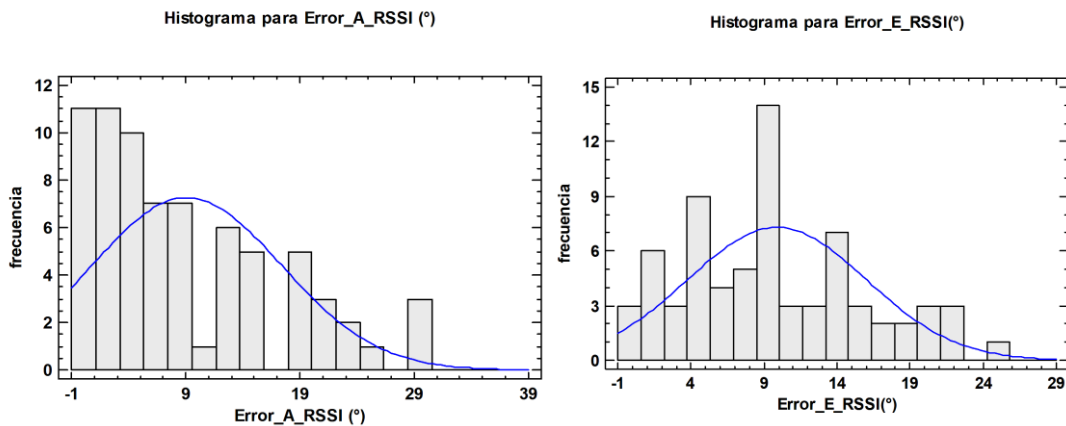 Histograma para Error_A_RSSI (°)
frecuencia
12
10
8
6
4
2
0
-1 9 19 29 39
Error_A_RSSI (°)
Histograma para Error_E_RSSI(°)
frecuencia
15
12
9
6
3
0
-1 4 9 14 19 24 29
Error_E_RSSI(°)